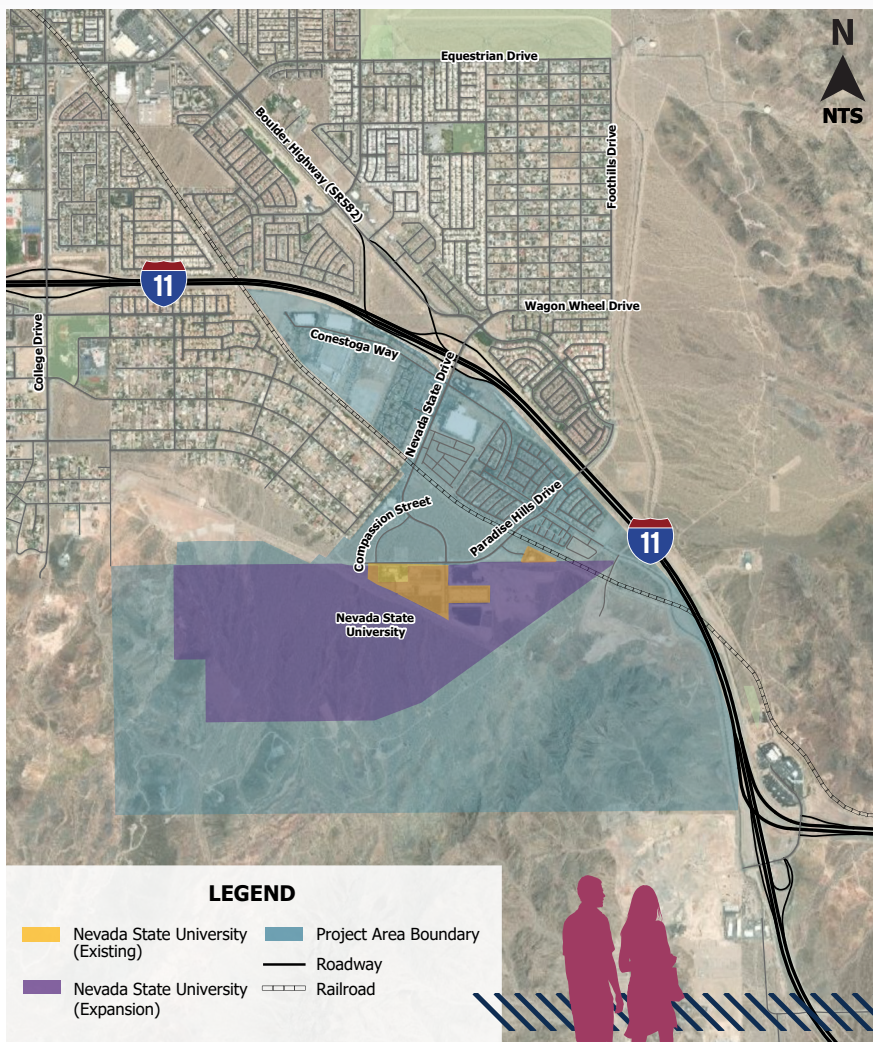 N
NTS
Equestrian Drive
Boulder Highway (SR582)
Foothills Drive
11
Wagon Wheel Drive
College Drive
Conestoga Way
Nevada State Drive
Compassion Street
Paradise Hills Drive
11
Nevada State
University
LEGEND
Nevada State University
(Existing)
Nevada State University
(Expansion)
Project Area Boundary
Roadway
Railroad